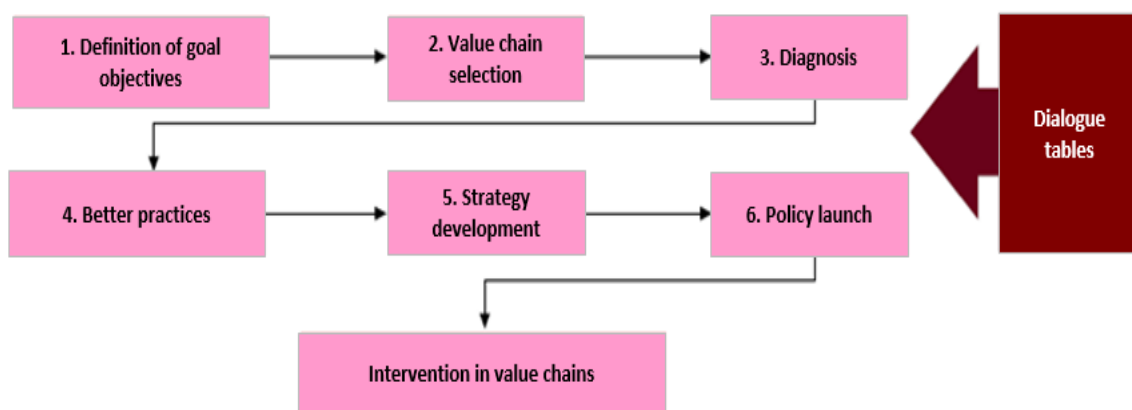 1. Definition of goal
objectives
2. Value chain
selection
3. Diagnosis
Dialogue
tables
4. Better practices
5. Strategy
development
6. Policy launch
Intervention in value chains